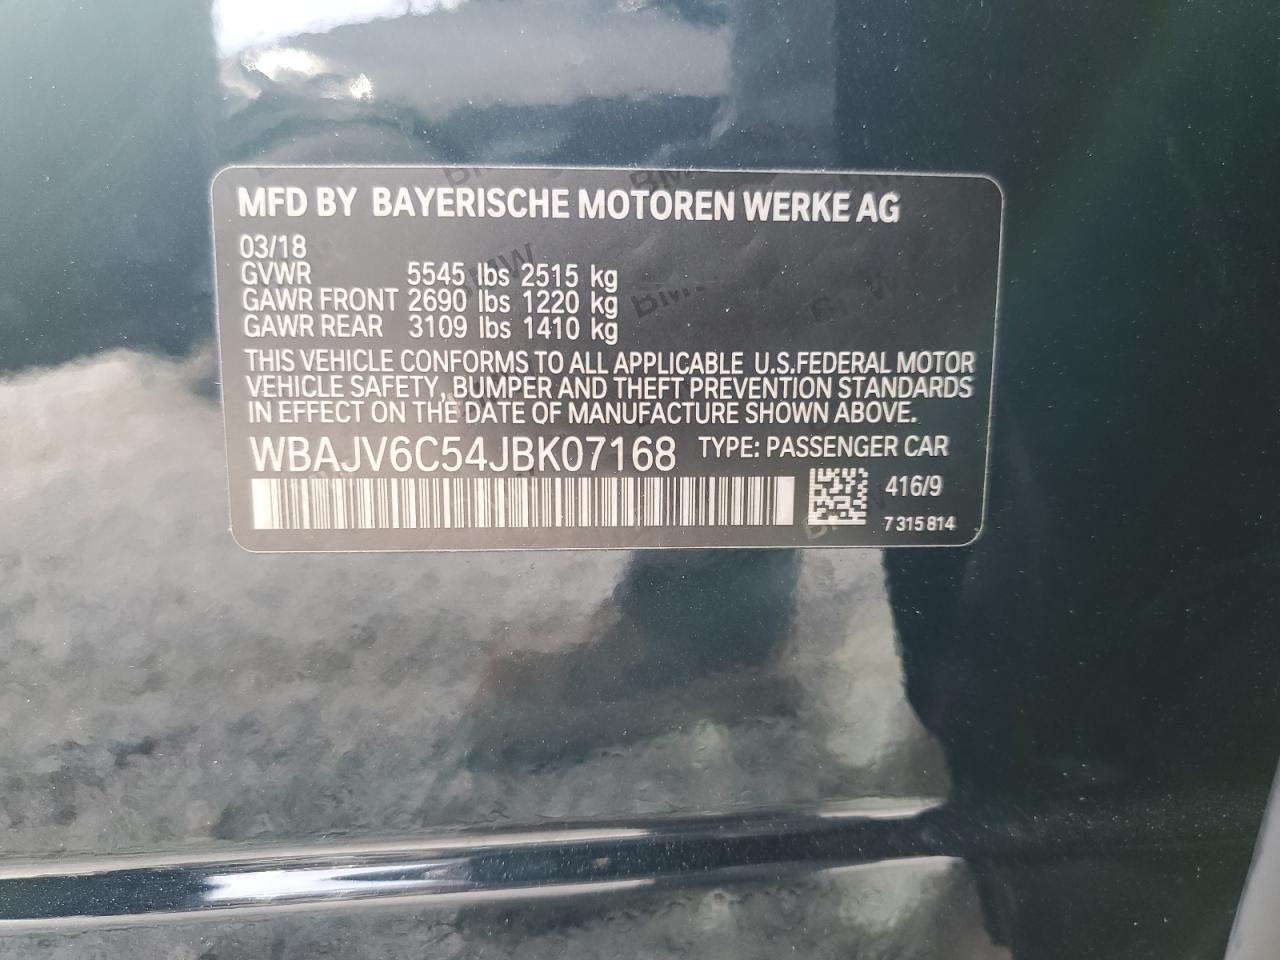 MFD BY BAYERISCHE MOTOREN WERKE AG
03/18
GVWR 5545 lbs 2515 kg
GAWR FRONT 2690 lbs 1220 kg
GAWR REAR 3109 lbs 1410 kg
THIS VEHICLE CONFORMS TO ALL APPLICABLE U.S.FEDERAL MOTOR
VEHICLE SAFETY, BUMPER AND THEFT PREVENTION STANDARDS
IN EFFECT ON THE DATE OF MANUFACTURE SHOWN ABOVE.
WBAJV6C54JBK07168 TYPE: PASSENGER CAR
416/9
7 315 814